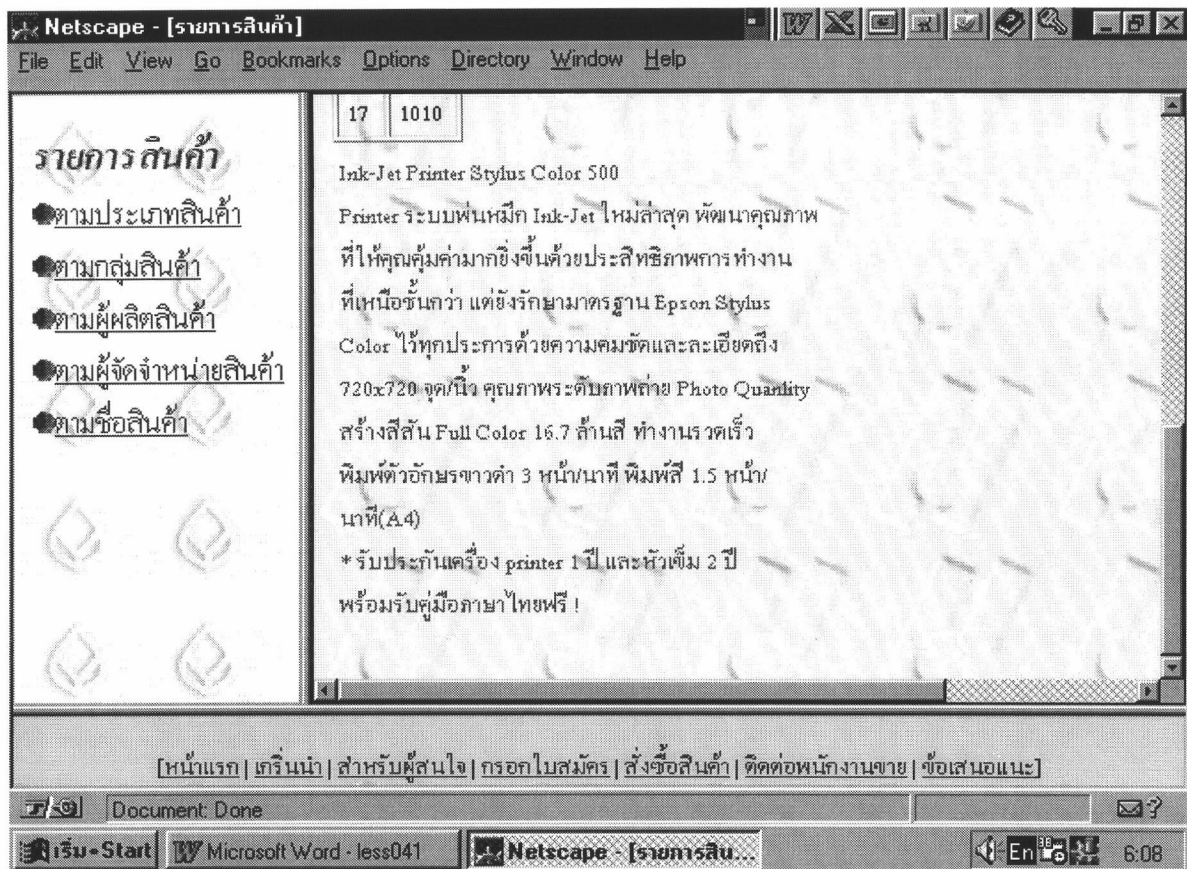 Netscape - [รายการสินค้า]
File Edit View Go Bookmarks Options Directory Window Help
รายการสินค้า
ตามประเภทสินค้า
ตามกลุ่มสินค้า
ตามผู้ผลิตสินค้า
ตามผู้จัดจำหน่ายสินค้า
ตามชื่อสินค้า
17 1010
Ink-Jet Printer Stylus Color 500
Printer ระบบพ่นหมึก Ink-Jet ใหม่ล่าสุด พัฒนาคุณภาพ
ที่ให้คุณคุ้มค่ามากยิ่งขึ้นด้วยประสิทธิภาพการทำงาน
ที่เหนือชั้นกว่า แต่ยังรักษามาตรฐาน Epson Stylus
Color ไว้ทุกประการด้วยความคมชัดและละเอียดถึง
720x720 จุด/นิ้ว คุณภาพระดับภาพถ่าย Photo Quanlity
สร้างสีสัน Full Color 16.7 ล้านสี ทำงานรวดเร็ว
พิมพ์ตัวอักษรขาวดำ 3 หน้า/นาที พิมพ์สี 1.5 หน้า/
นาที(A4)
* รับประกันเครื่อง printer 1 ปี และหัวเข็ม 2 ปี
พร้อมรับคู่มือภาษาไทยฟรี !
[หน้าแรก | เกริ่นนำ | สำหรับผู้สนใจ | กรอกใบสมัคร | สั่งซื้อสินค้า | ติดต่อพนักงานขาย | ข้อเสนอแนะ]
Document: Done
เริ่ม-Start Microsoft Word - less041 Netscape - [รายการสิน... En 6:08